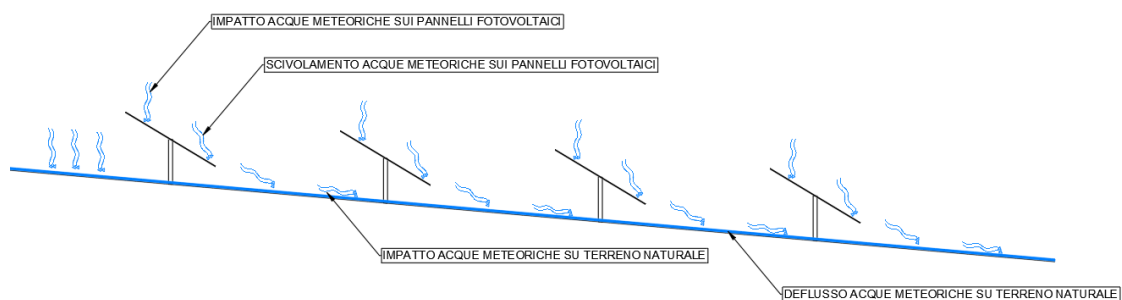 IMPATTO ACQUE METEORICHE SUI PANNELLI FOTOVOLTAICI
SCIVOLAMENTO ACQUE METEORICHE SUI PANNELLI FOTOVOLTAICI
IMPATTO ACQUE METEORICHE SU TERRENO NATURALE
DEFLUSSO ACQUE METEORICHE SU TERRENO NATURALE